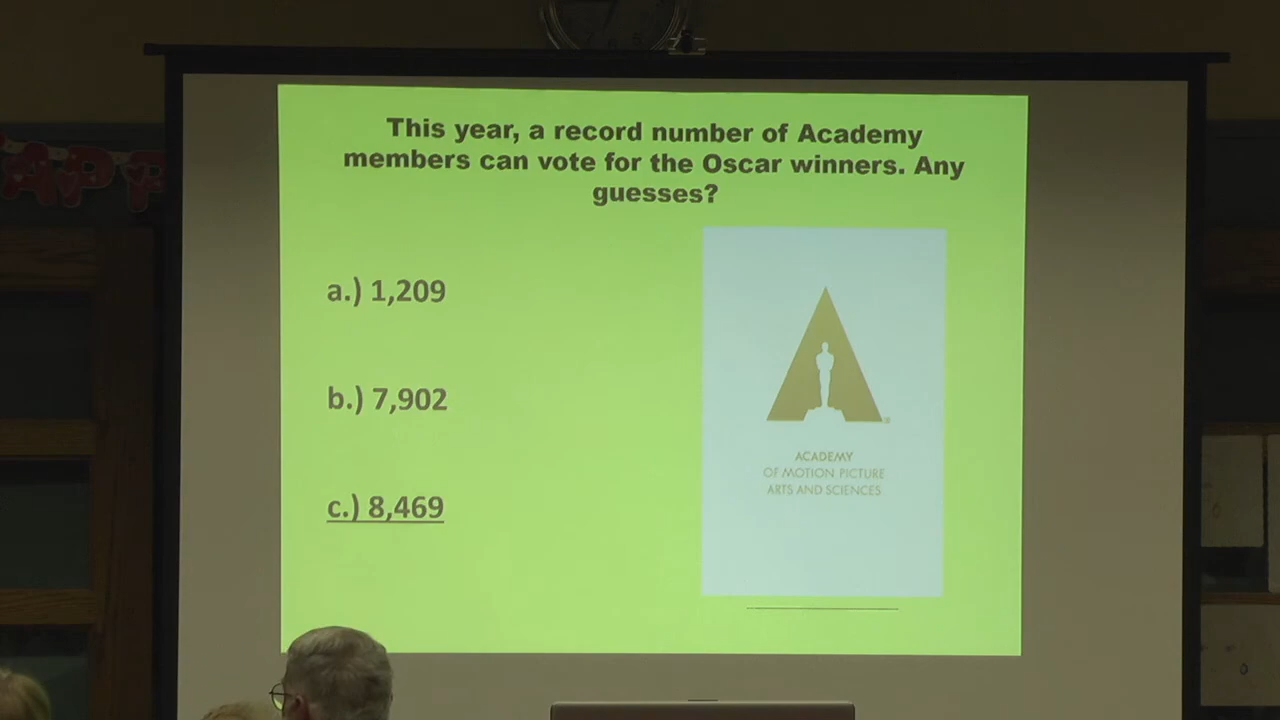 This year, a record number of Academy
members can vote for the Oscar winners. Any
guesses?
a.) 1,209
b.) 7,902
c.) 8,469
ACADEMY
OF MOTION PICTURE
ARTS AND SCIENCES
APP